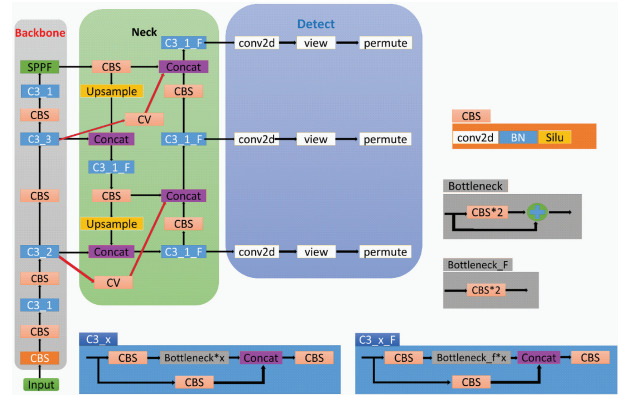 Backbone
Neck
Detect
C3_1_F
conv2d
view
permute
SPPF
CBS
Concat
C3_1
Upsample
CBS
CBS
CV
C3_3
Concat
C3_1_F
conv2d
view
permute
C3_1_F
CBS
CBS
Concat
Upsample
CBS
C3_2
Concat
C3_1_F
conv2d
view
permute
CBS
CV
C3_1
CBS
CBS
Input
CBS
conv2d
BN
Silu
Bottleneck
CBS*2
Bottleneck_F
CBS*2
C3_x
CBS
Bottleneck*x
Concat
CBS
CBS
C3_x_F
CBS
Bottleneck_f*x
Concat
CBS
CBS